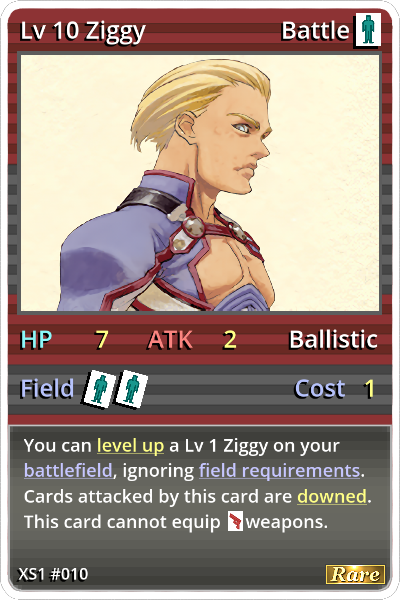 Lv 10 Ziggy Battle
HP 7 ATK 2 Ballistic
Field Cost 1
You can level up a Lv 1 Ziggy on your
battlefield, ignoring field requirements.
Cards attacked by this card are downed.
This card cannot equip weapons.
XS1 #010 Rare